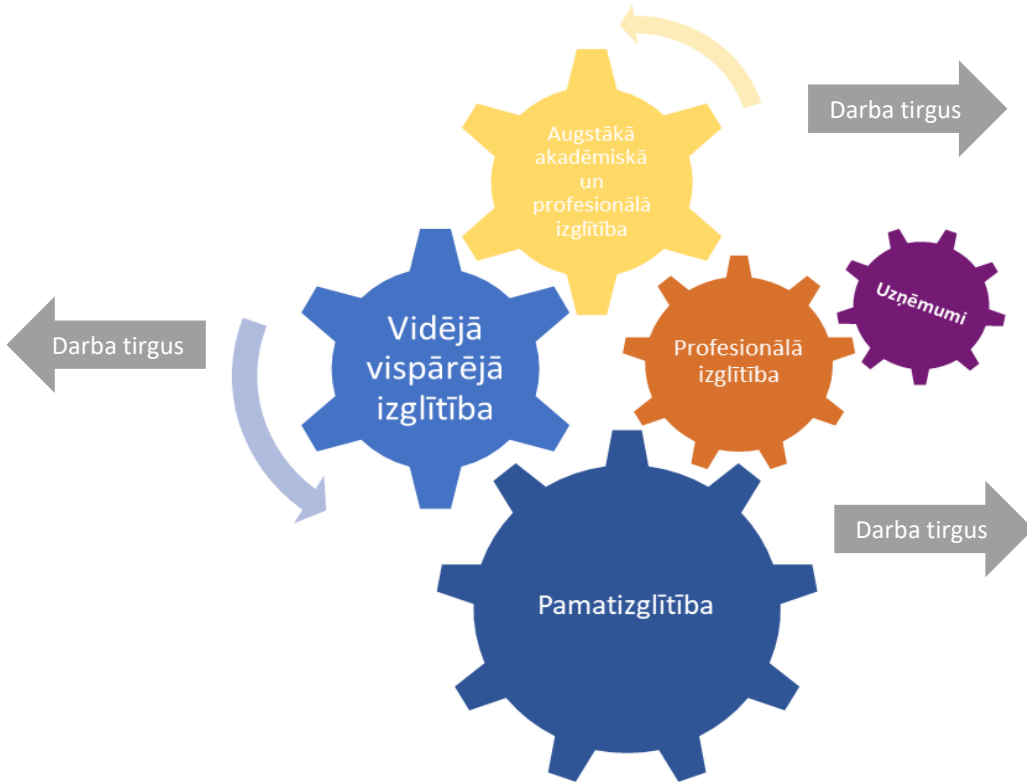 Augstākā
akadēmiskā
un
profesionālā
izglītība
Darba tirgus
Uzņēmumi
Darba tirgus
Vidējā
vispārējā
izglītība
Profesionālā
izglītība
Darba tirgus
Pamatizglītība